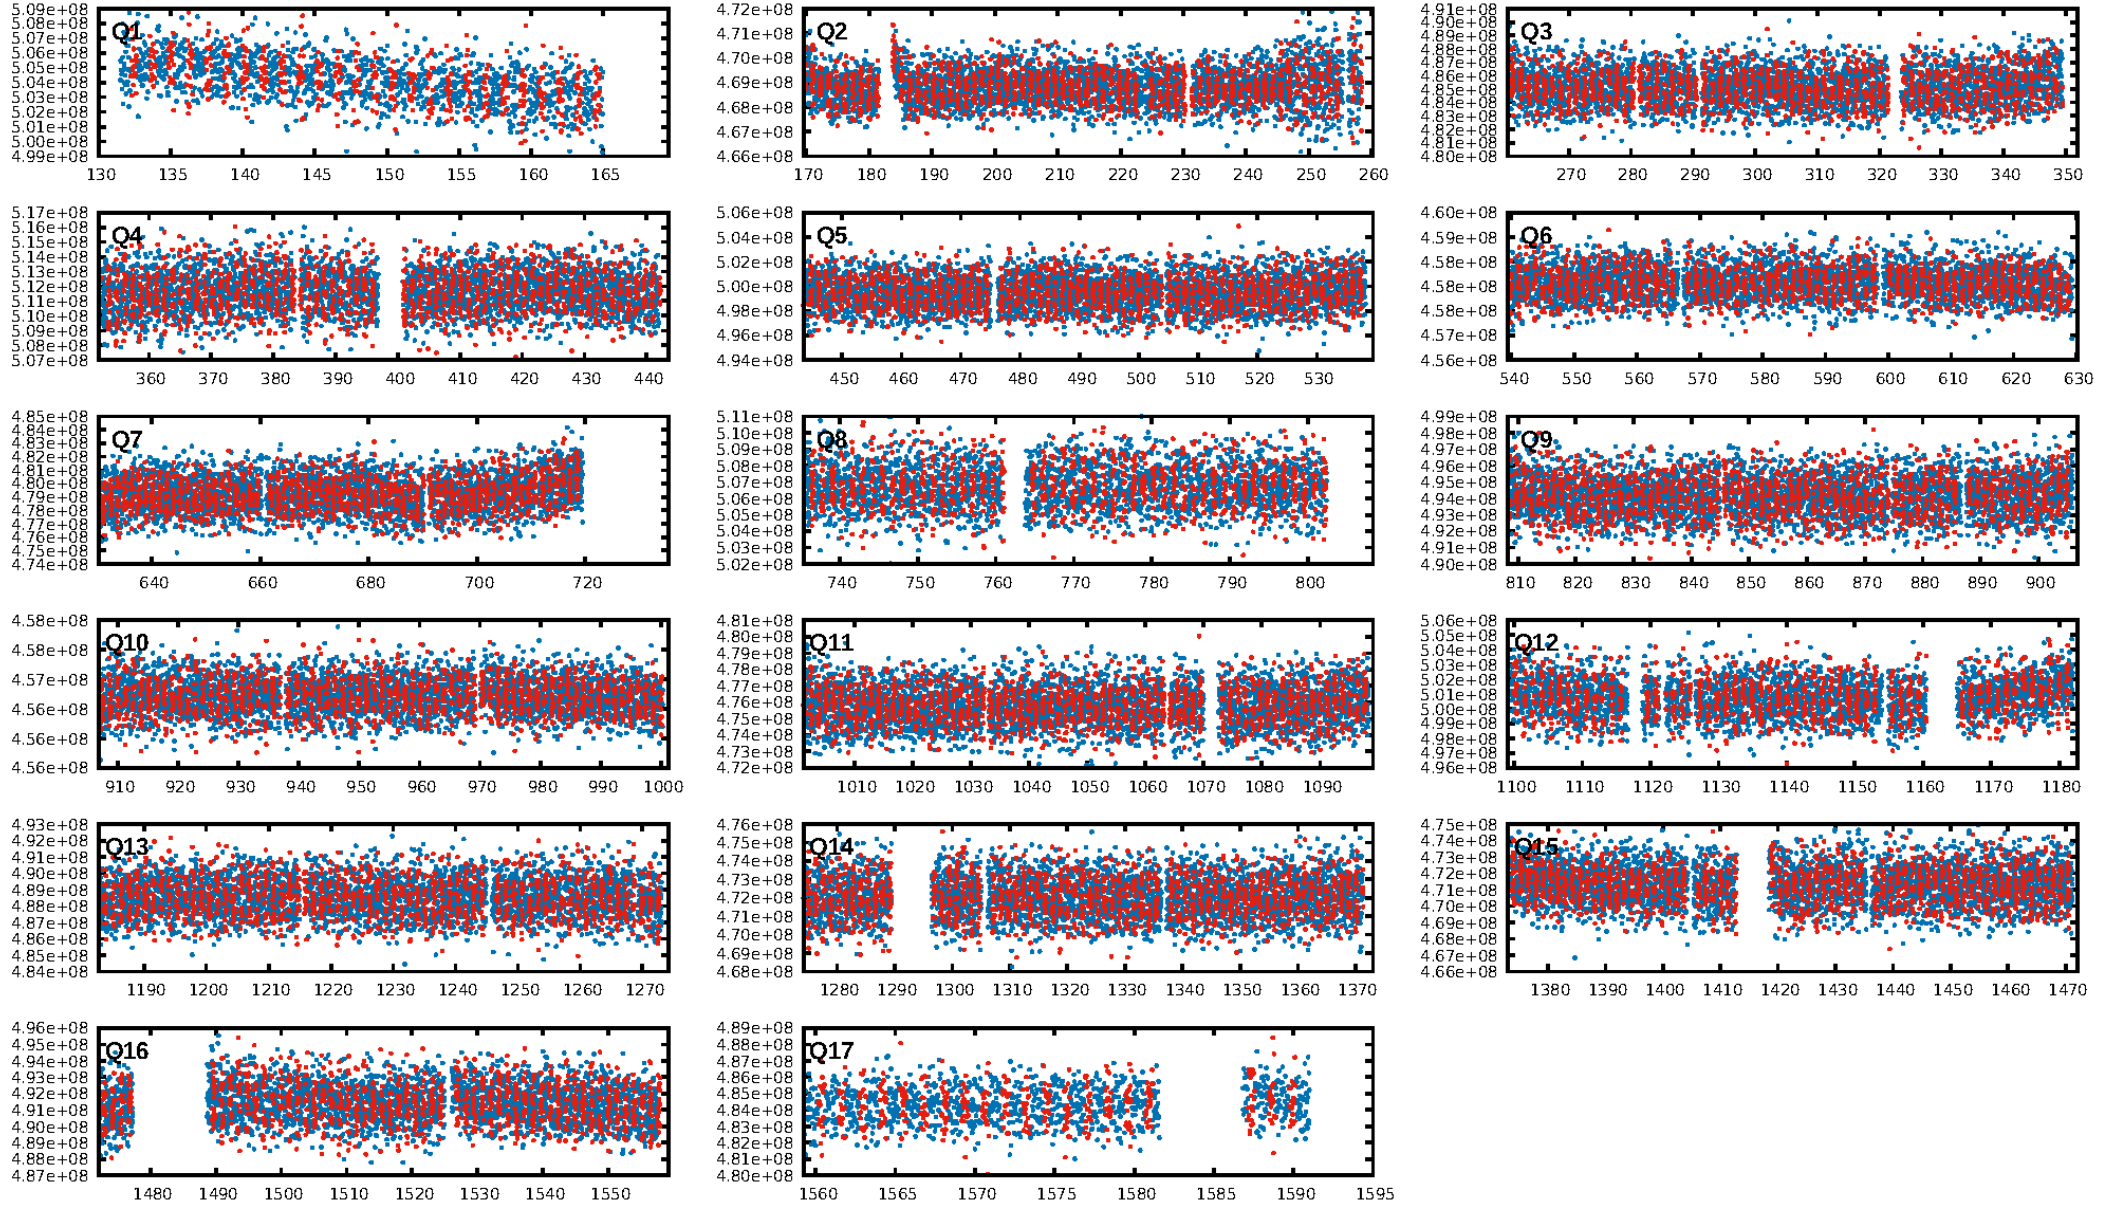 5.09e+08
5.08e+08
5.07e+08
5.06e+08
5.05e+08
5.04e+08
5.03e+08
5.02e+08
5.01e+08
5.00e+08
4.99e+08
Q1
130 135 140 145 150 155 160 165
4.72e+08
4.71e+08
4.70e+08
4.69e+08
4.68e+08
4.67e+08
4.66e+08
Q2
170 180 190 200 210 220 230 240 250 260
4.91e+08
4.90e+08
4.89e+08
4.88e+08
4.87e+08
4.86e+08
4.85e+08
4.84e+08
4.83e+08
4.82e+08
4.81e+08
4.80e+08
Q3
270 280 290 300 310 320 330 340 350
5.17e+08
5.16e+08
5.15e+08
5.14e+08
5.13e+08
5.12e+08
5.11e+08
5.10e+08
5.09e+08
5.08e+08
5.07e+08
Q4
360 370 380 390 400 410 420 430 440
5.06e+08
5.04e+08
5.02e+08
5.00e+08
4.98e+08
4.96e+08
4.94e+08
Q5
450 460 470 480 490 500 510 520 530
4.60e+08
4.59e+08
4.58e+08
4.58e+08
4.58e+08
4.57e+08
4.56e+08
Q6
540 550 560 570 580 590 600 610 620 630
4.85e+08
4.84e+08
4.83e+08
4.82e+08
4.81e+08
4.80e+08
4.79e+08
4.78e+08
4.77e+08
4.76e+08
4.75e+08
4.74e+08
Q7
640 660 680 700 720
5.11e+08
5.10e+08
5.09e+08
5.08e+08
5.07e+08
5.06e+08
5.05e+08
5.04e+08
5.03e+08
5.02e+08
Q8
740 750 760 770 780 790 800
4.99e+08
4.98e+08
4.97e+08
4.96e+08
4.95e+08
4.94e+08
4.93e+08
4.92e+08
4.91e+08
4.90e+08
Q9
810 820 830 840 850 860 870 880 890 900
4.58e+08
4.58e+08
4.57e+08
4.56e+08
4.56e+08
4.56e+08
Q10
910 920 930 940 950 960 970 980 990 1000
4.81e+08
4.80e+08
4.79e+08
4.78e+08
4.77e+08
4.76e+08
4.75e+08
4.74e+08
4.73e+08
4.72e+08
Q11
1010 1020 1030 1040 1050 1060 1070 1080 1090
5.06e+08
5.05e+08
5.04e+08
5.03e+08
5.02e+08
5.01e+08
5.00e+08
4.99e+08
4.98e+08
4.97e+08
4.96e+08
Q12
1100 1110 1120 1130 1140 1150 1160 1170 1180
4.93e+08
4.92e+08
4.91e+08
4.90e+08
4.89e+08
4.88e+08
4.87e+08
4.86e+08
4.85e+08
4.84e+08
Q13
1190 1200 1210 1220 1230 1240 1250 1260 1270
4.76e+08
4.75e+08
4.74e+08
4.73e+08
4.72e+08
4.71e+08
4.70e+08
4.69e+08
4.68e+08
Q14
1280 1290 1300 1310 1320 1330 1340 1350 1360 1370
4.75e+08
4.74e+08
4.73e+08
4.72e+08
4.71e+08
4.70e+08
4.69e+08
4.68e+08
4.67e+08
4.66e+08
Q15
1380 1390 1400 1410 1420 1430 1440 1450 1460 1470
4.96e+08
4.95e+08
4.94e+08
4.93e+08
4.92e+08
4.91e+08
4.90e+08
4.89e+08
4.88e+08
4.87e+08
Q16
1480 1490 1500 1510 1520 1530 1540 1550
4.89e+08
4.88e+08
4.87e+08
4.86e+08
4.85e+08
4.84e+08
4.83e+08
4.82e+08
4.81e+08
4.80e+08
Q17
1560 1565 1570 1575 1580 1585 1590 1595